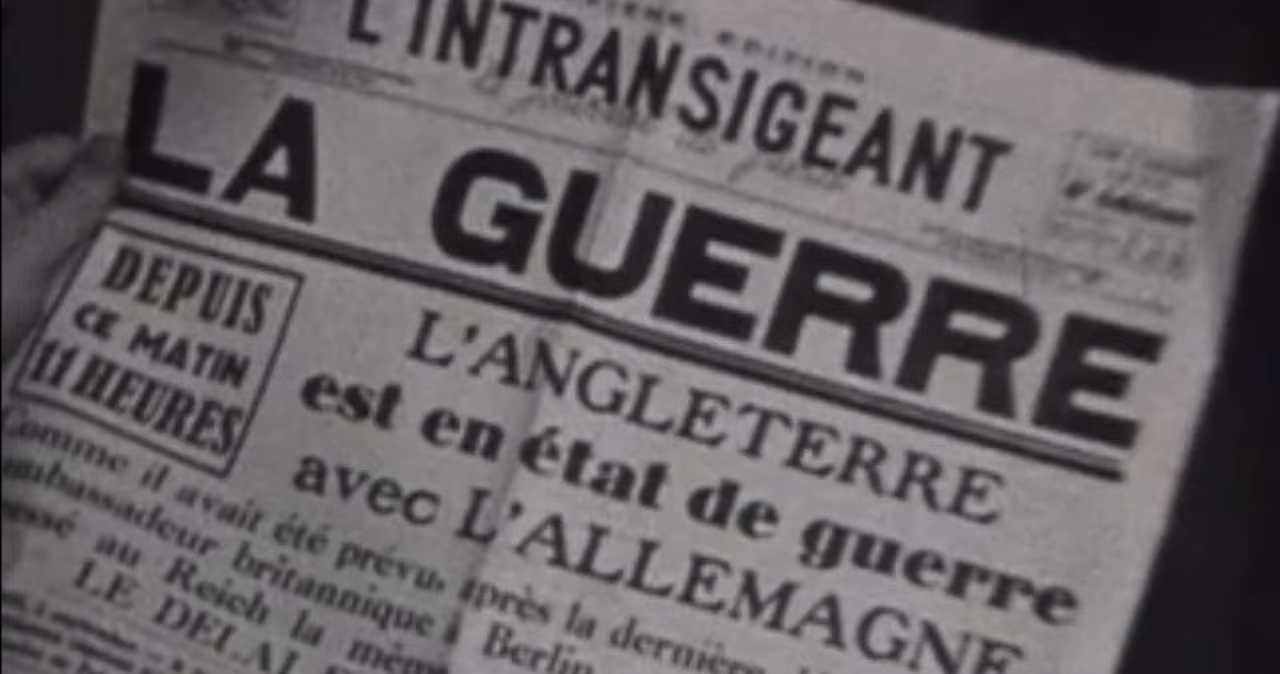 EDITION
L'INTRANSIGEANT
LA GUERRE
DEPUIS
CE MATIN
11 HEURES
L'ANGLETERRE
est en état de guerre
avec L'ALLEMAGNE
Comme il avait été prévu, après la dernière
ambassadeur britannique à Berlin
au Reich la même
LE DELAI